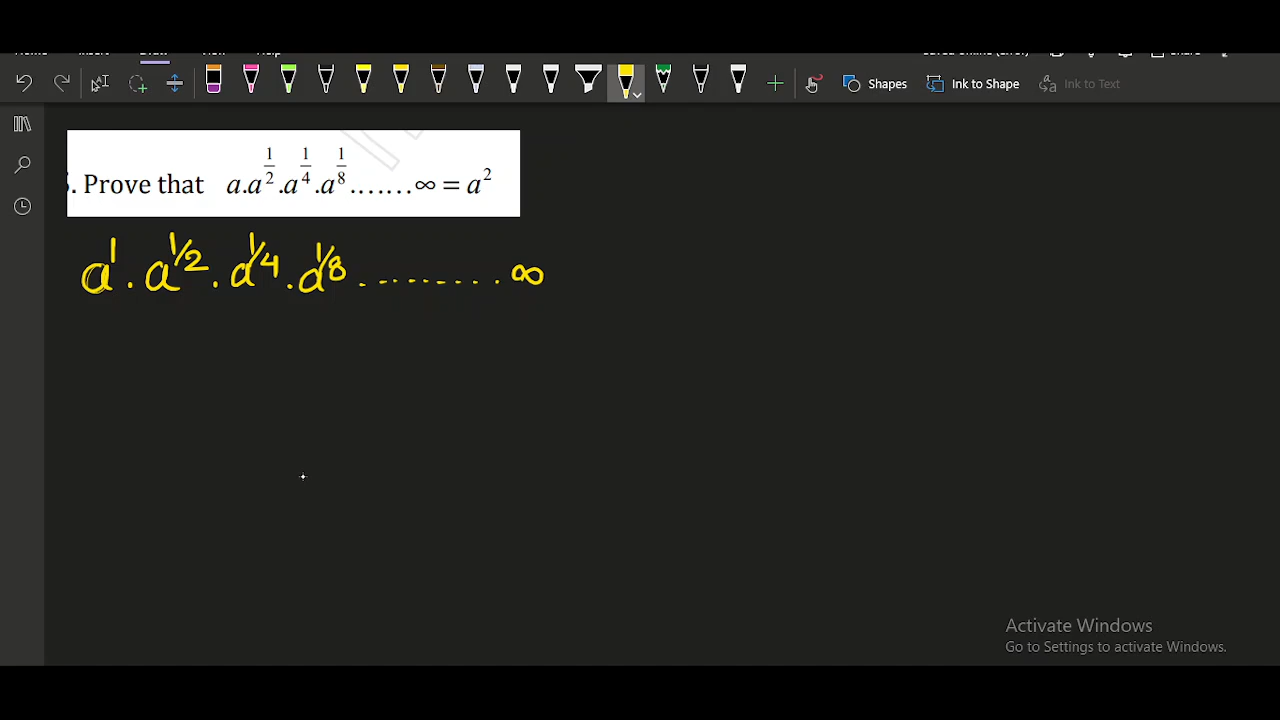 Shapes Ink to Shape Ink to Text
. Prove that a.a^{1/2}.a^{1/4}.a^{1/8}.......∞ = a^2
a^1 . a^{1/2} . a^{1/4} . a^{1/8} .......... ∞
Activate Windows
Go to Settings to activate Windows.